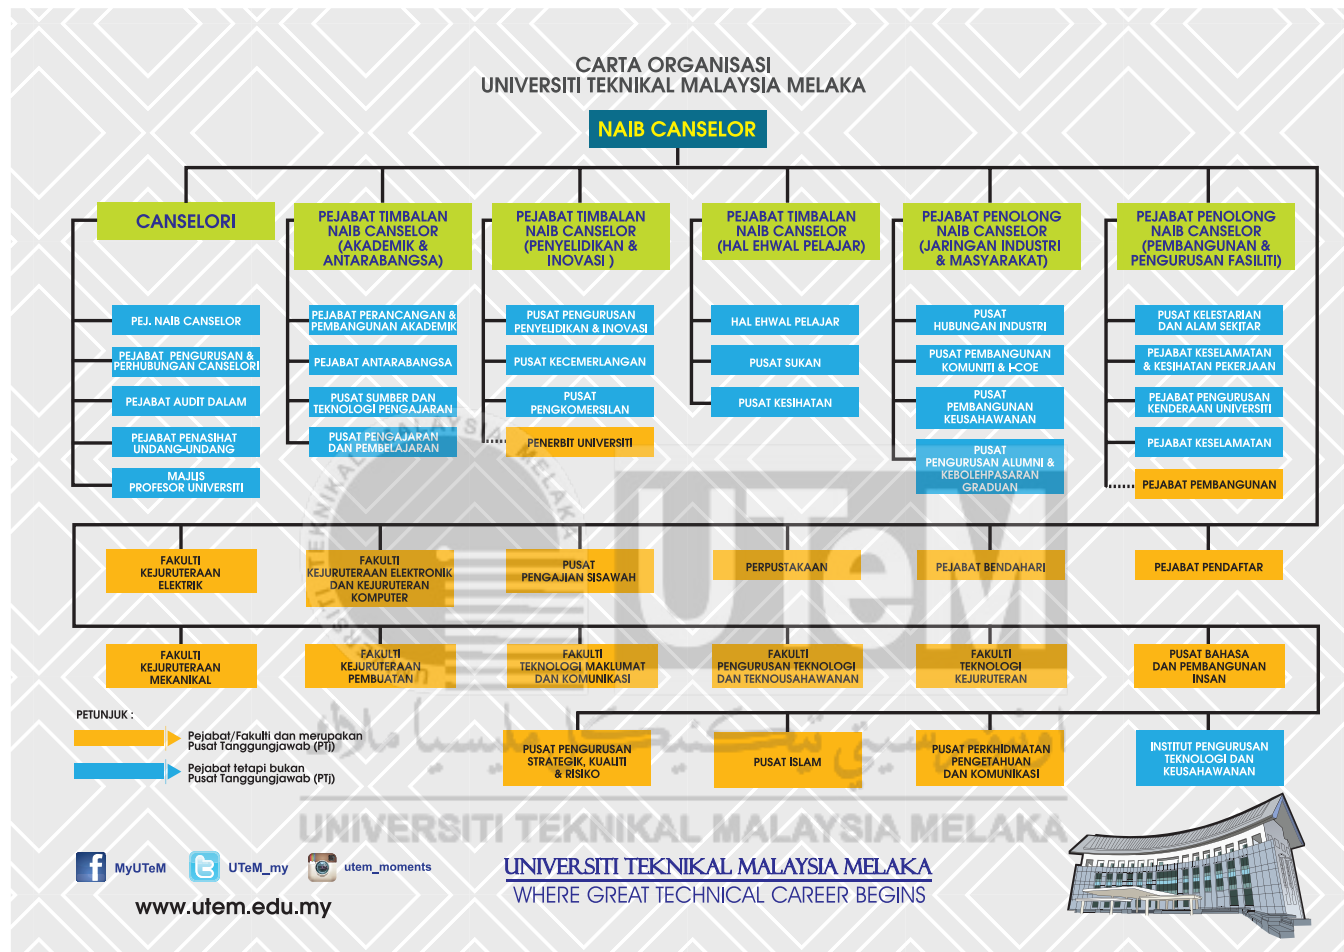 CARTA ORGANISASI
UNIVERSITI TEKNIKAL MALAYSIA MELAKA
NAIB CANSELOR
CANSELORI
PEJABAT TIMBALAN
NAIB CANSELOR
(AKADEMIK &
ANTARABANGSA)
PEJABAT TIMBALAN
NAIB CANSELOR
(PENYELIDIKAN &
INOVASI )
PEJABAT TIMBALAN
NAIB CANSELOR
(HAL EHWAL PELAJAR)
PEJABAT PENOLONG
NAIB CANSELOR
(JARINGAN INDUSTRI
& MASYARAKAT)
PEJABAT PENOLONG
NAIB CANSELOR
(PEMBANGUNAN &
PENGURUSAN FASILITI)
PEJ. NAIB CANSELOR
PEJABAT PENGURUSAN &
PERHUBUNGAN CANSELORI
PEJABAT AUDIT DALAM
PEJABAT PENASIHAT
UNDANG-UNDANG
MAJLIS
PROFESOR UNIVERSITI
PEJABAT PERANCANGAN &
PEMBANGUNAN AKADEMIK
PEJABAT ANTARABANGSA
PUSAT SUMBER DAN
TEKNOLOGI PENGAJARAN
PUSAT PENGAJARAN
DAN PEMBELAJARAN
PUSAT PENGURUSAN
PENYELIDIKAN & INOVASI
PUSAT KECEMERLANGAN
PUSAT
PENGKOMERSILAN
PENERBIT UNIVERSITI
HAL EHWAL PELAJAR
PUSAT SUKAN
PUSAT KESIHATAN
PUSAT
HUBUNGAN INDUSTRI
PUSAT PEMBANGUNAN
KOMUNITI & I-COE
PUSAT
PEMBANGUNAN
KEUSAHAWANAN
PUSAT
PENGURUSAN ALUMNI &
KEBOLEHPASARAN
GRADUAN
PUSAT KELESTARIAN
DAN ALAM SEKITAR
PEJABAT KESELAMATAN
& KESIHATAN PEKERJAAN
PEJABAT PENGURUSAN
KENDERAAN UNIVERSITI
PEJABAT KESELAMATAN
PEJABAT PEMBANGUNAN
FAKULTI
KEJURUTERAAN
ELEKTRIK
FAKULTI
KEJURUTERAAN ELEKTRONIK
DAN KEJURUTERAN
KOMPUTER
PUSAT
PENGAJIAN SISAWAH
PERPUSTAKAAN
PEJABAT BENDAHARI
PEJABAT PENDAFTAR
FAKULTI
KEJURUTERAAN
MEKANIKAL
FAKULTI
KEJURUTERAAN
PEMBUATAN
FAKULTI
TEKNOLOGI MAKLUMAT
DAN KOMUNIKASI
FAKULTI
PENGURUSAN TEKNOLOGI
DAN TEKNOUSAHAWANAN
FAKULTI
TEKNOLOGI
KEJURUTERAN
PUSAT BAHASA
DAN PEMBANGUNAN
INSAN
PUSAT PENGURUSAN
STRATEGIK, KUALITI
& RISIKO
PUSAT ISLAM
PUSAT PERKHIDMATAN
PENGETAHUAN
DAN KOMUNIKASI
INSTITUT PENGURUSAN
TEKNOLOGI DAN
KEUSAHAWANAN
PETUNJUK :
Pejabat/Fakulti dan merupakan
Pusat Tanggungjawab (PTj)
Pejabat tetapi bukan
Pusat Tanggungjawab (PTj)
UTeM
UNIVERSITI TEKNIKAL MALAYSIA MELAKA
اونيۏرسيتي تيكنيكل مليسيا ملاك
UNIVERSITI TEKNIKAL MALAYSIA MELAKA
MyUTeM
UTeM_my
utem_moments
www.utem.edu.my
UNIVERSITI TEKNIKAL MALAYSIA MELAKA
WHERE GREAT TECHNICAL CAREER BEGINS